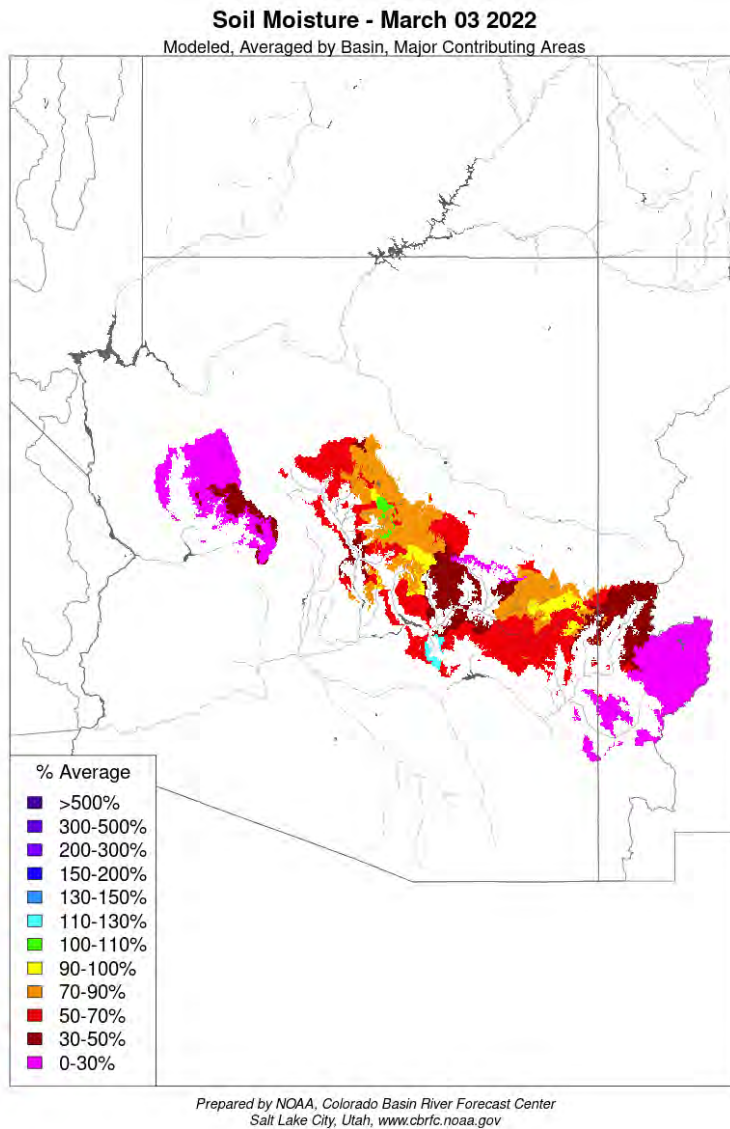 Soil Moisture - March 03 2022
Modeled, Averaged by Basin, Major Contributing Areas
% Average
>500%
300-500%
200-300%
150-200%
130-150%
110-130%
100-110%
90-100%
70-90%
50-70%
30-50%
0-30%
Prepared by NOAA, Colorado Basin River Forecast Center
Salt Lake City, Utah, www.cbrfc.noaa.gov